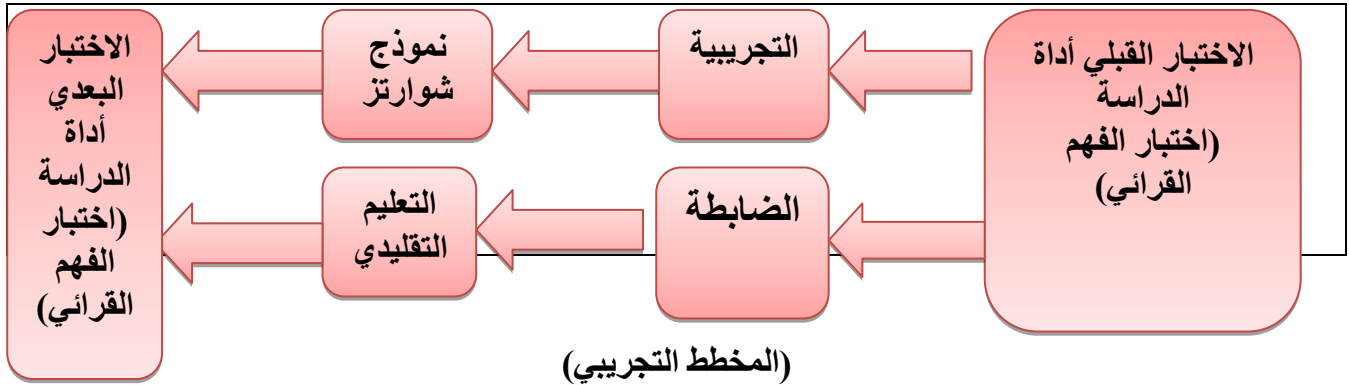 الاختبار القبلي أداة
الدراسة
(اختبار الفهم
القرائي)
التجريبية
نموذج
شوارتز
الضابطة
التعليم
التقليدي
الاختبار
البعدي
أداة
الدراسة
(اختبار
الفهم
القرائي)
(المخطط التجريبي)